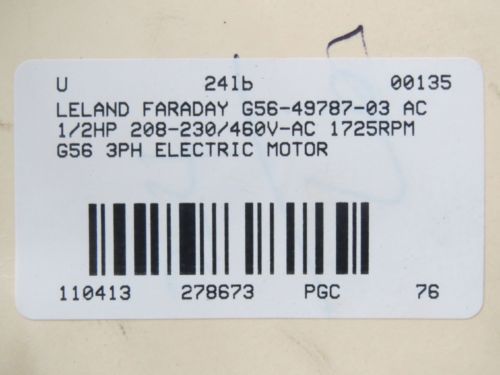 U 24lb 00135
LELAND FARADAY G56-49787-03 AC
1/2HP 208-230/460V-AC 1725RPM
G56 3PH ELECTRIC MOTOR
110413 278673 PGC 76